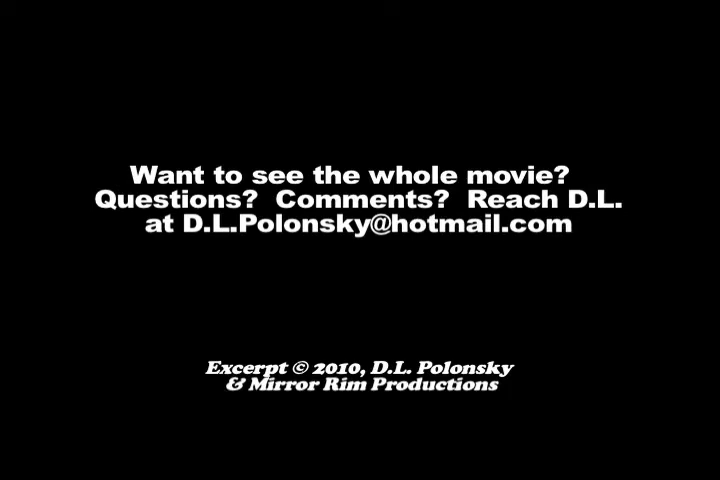 Want to see the whole movie?
Questions?  Comments?  Reach D.L.
at D.L.Polonsky@hotmail.com
Excerpt © 2010, D.L. Polonsky
& Mirror Rim Productions